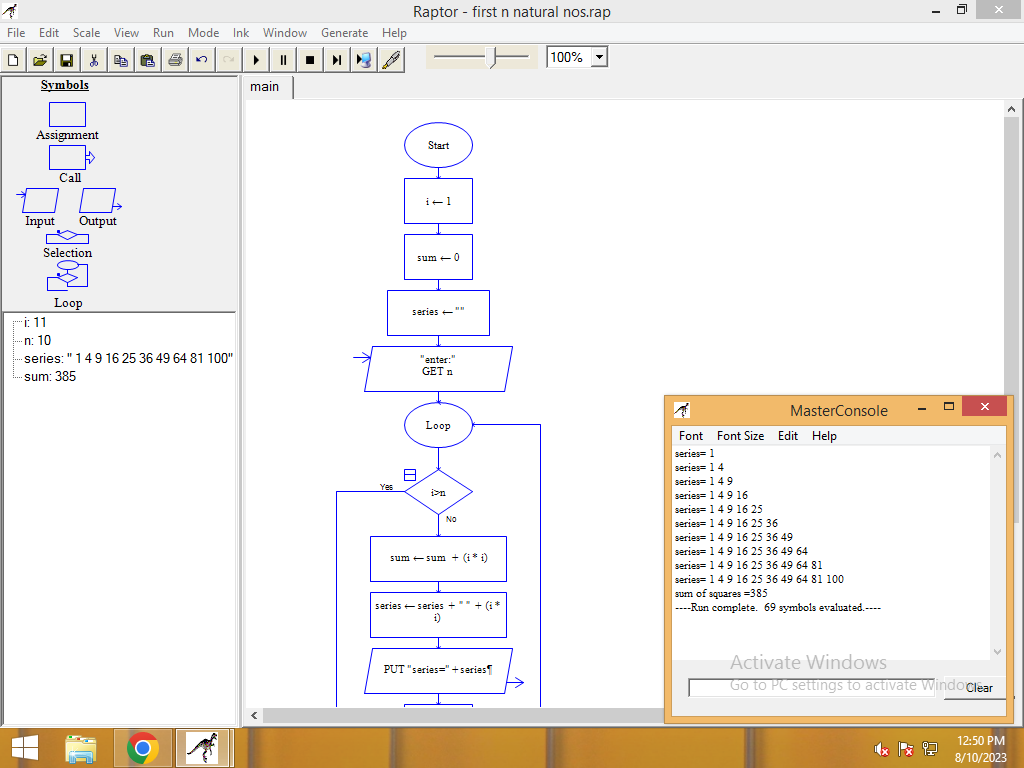 Raptor - first n natural nos.rap
File Edit Scale View Run Mode Ink Window Generate Help
100%
Symbols
Assignment
Call
Input Output
Selection
Loop
i: 11
n: 10
series: " 1 4 9 16 25 36 49 64 81 100"
sum: 385
main
Start
i ← 1
sum ← 0
series ← ""
"enter:"
GET n
Loop
Yes
i>n
No
sum ← sum + (i * i)
series ← series + " " + (i *
i)
PUT "series=" +series¶
MasterConsole
Font Font Size Edit Help
series= 1
series= 1 4
series= 1 4 9
series= 1 4 9 16
series= 1 4 9 16 25
series= 1 4 9 16 25 36
series= 1 4 9 16 25 36 49
series= 1 4 9 16 25 36 49 64
series= 1 4 9 16 25 36 49 64 81
series= 1 4 9 16 25 36 49 64 81 100
sum of squares =385
----Run complete. 69 symbols evaluated.----
Activate Windows
Go to PC settings to activate Windows.
Clear
12:50 PM
8/10/2023